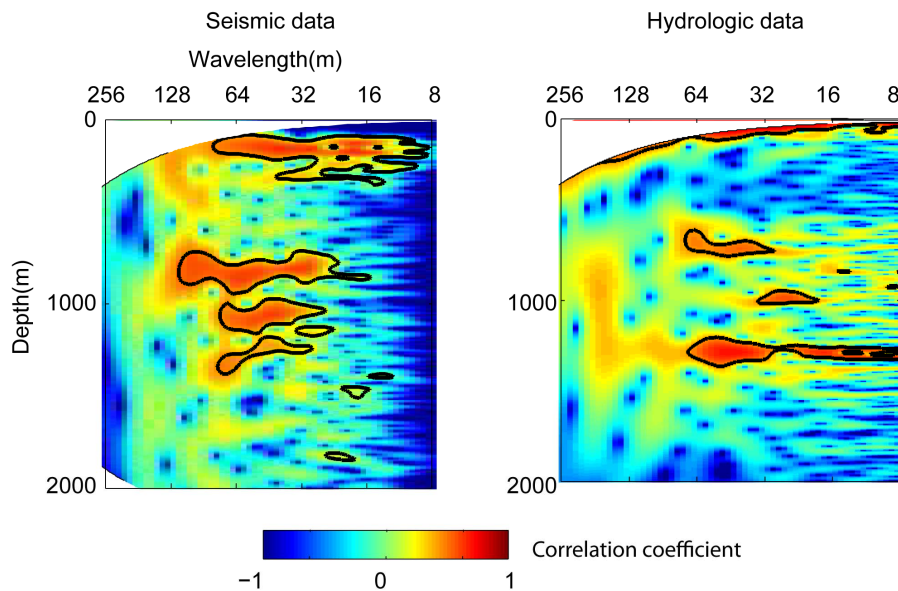 Seismic data
Hydrologic data
Wavelength(m)
256 128 64 32 16 8
256 128 64 32 16 8
0
0
Depth(m)
1000
1000
2000
2000
Correlation coefficient
−1 0 1